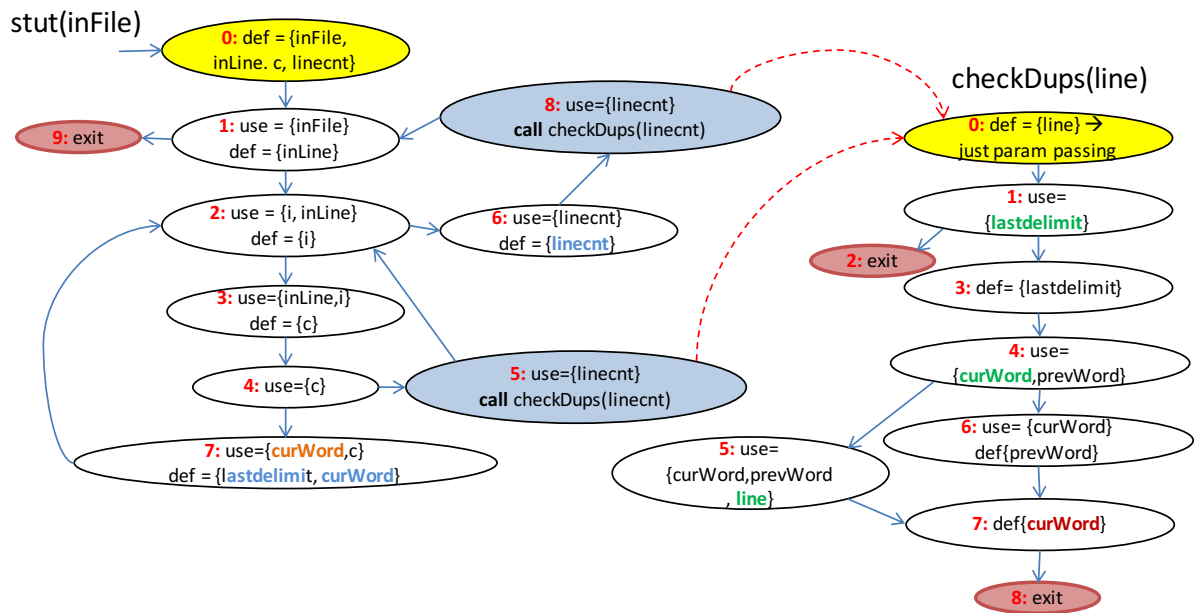 stut(inFile)
0: def = {inFile,
inLine. c, linecnt}
9: exit
1: use = {inFile}
def = {inLine}
8: use={linecnt}
call checkDups(linecnt)
2: use = {i, inLine}
def = {i}
6: use={linecnt}
def = {linecnt}
3: use={inLine,i}
def = {c}
4: use={c}
5: use={linecnt}
call checkDups(linecnt)
7: use={curWord,c}
def = {lastdelimit, curWord}
checkDups(line)
0: def = {line} →
just param passing
1: use=
{lastdelimit}
2: exit
3: def= {lastdelimit}
4: use=
{curWord,prevWord}
5: use=
{curWord,prevWord
, line}
6: use= {curWord}
def{prevWord}
7: def{curWord}
8: exit